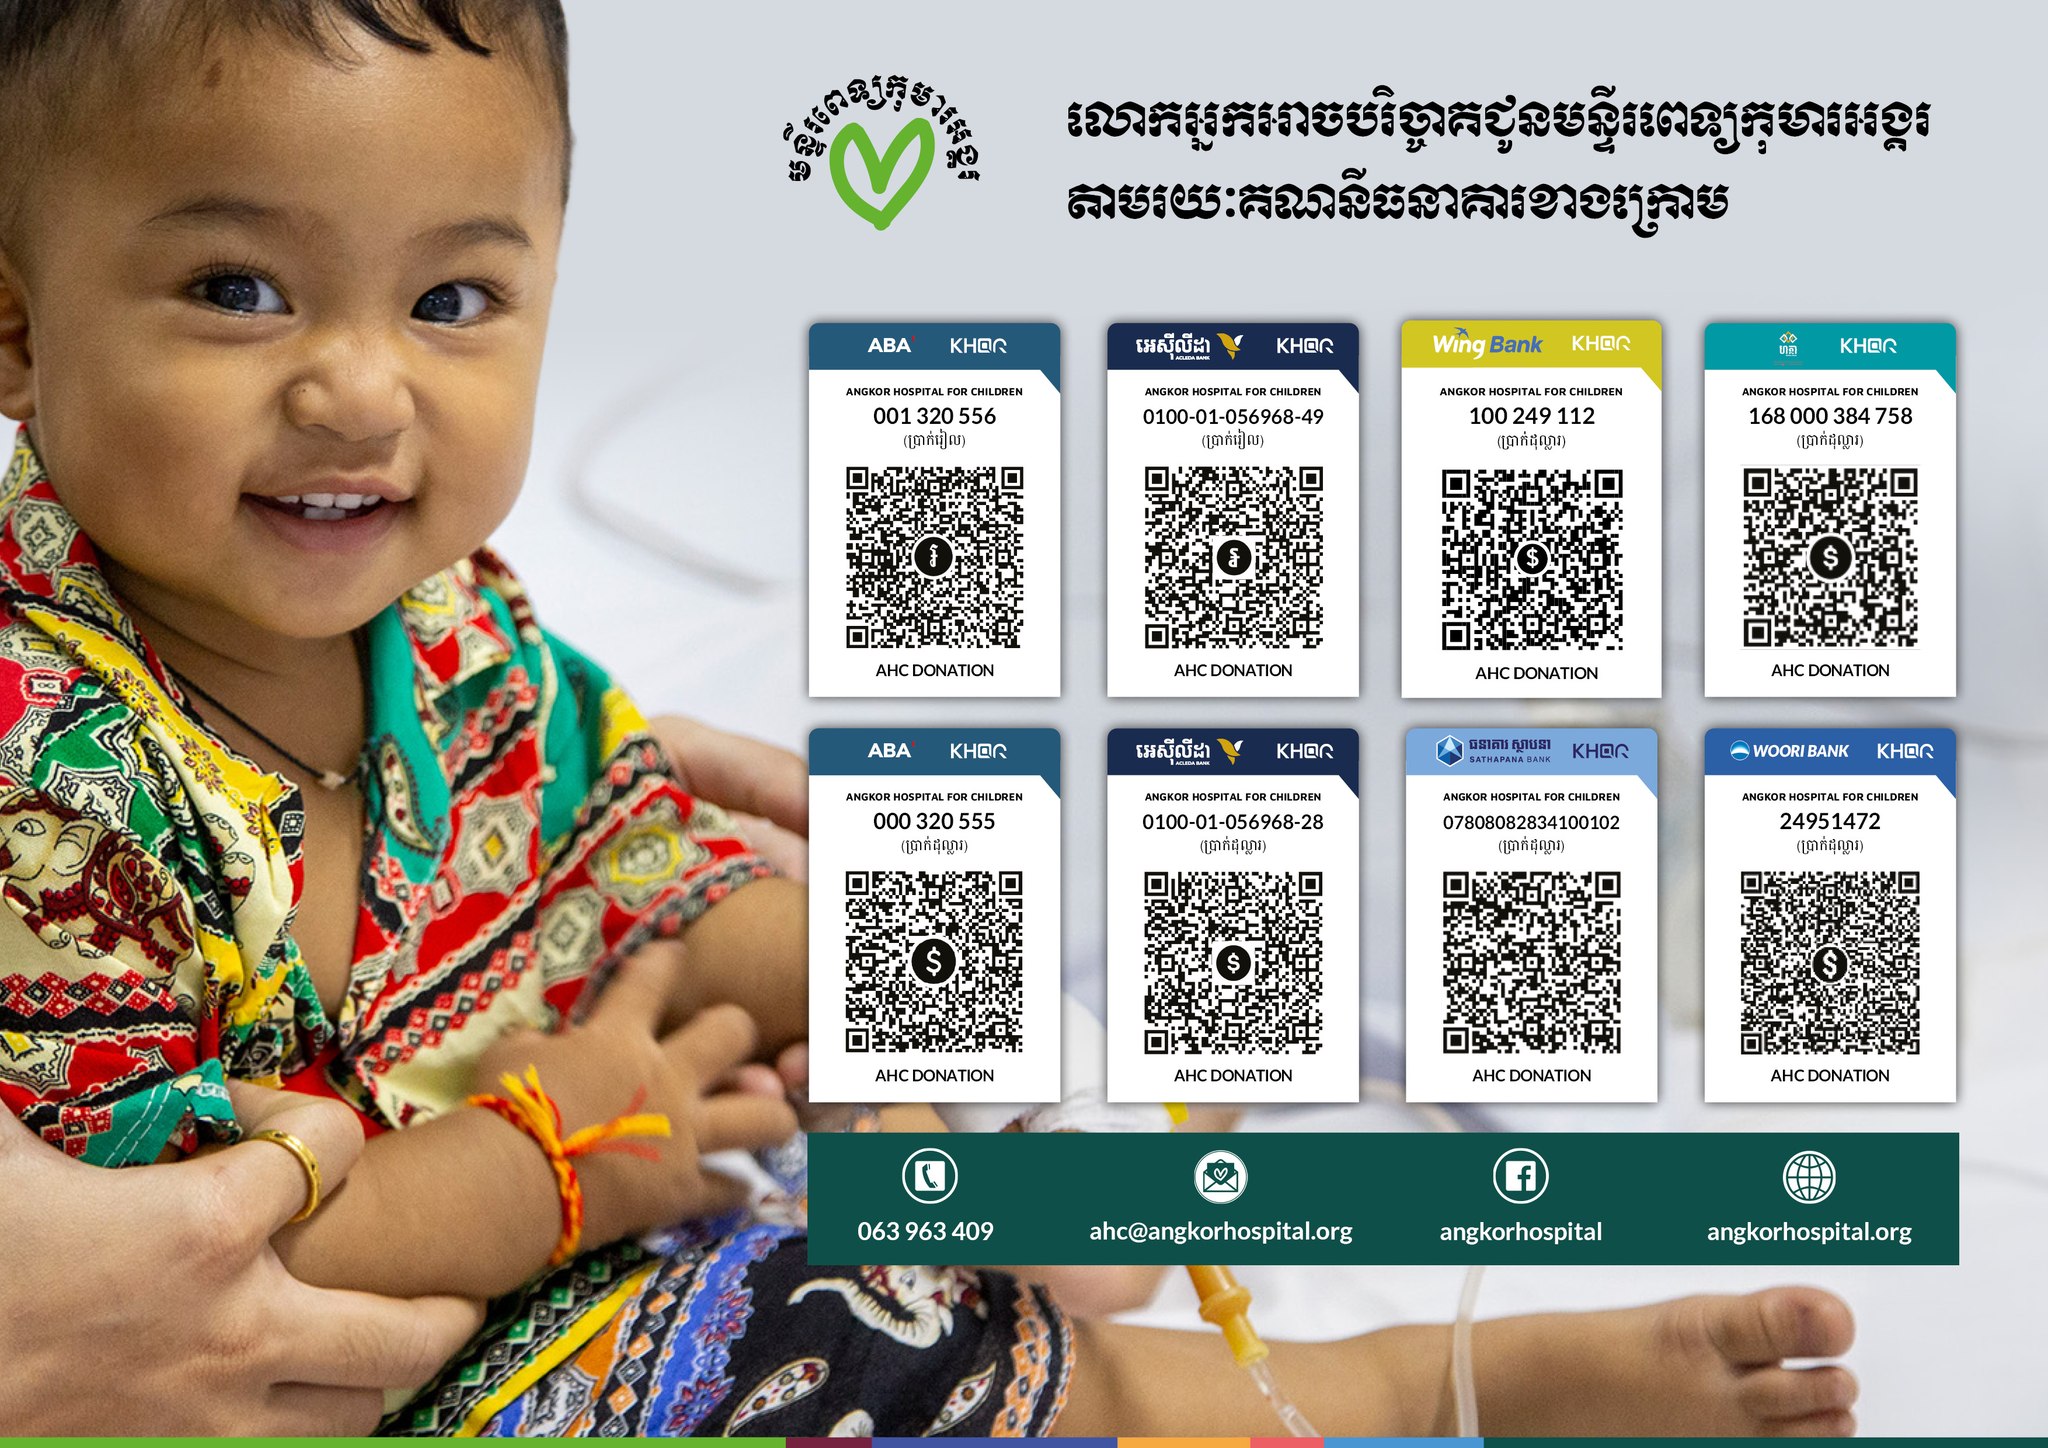 មន្ទីរពេទ្យកុមារអង្គរ
លោកអ្នកអាចបរិច្ចាគជូនមន្ទីរពេទ្យកុមារអង្គរ
តាមរយៈគណនីធនាគារខាងក្រោម
ABA KHQR
ANGKOR HOSPITAL FOR CHILDREN
001 320 556
(ប្រាក់រៀល)
AHC DONATION
អេស៊ីលីដា ACLEDA BANK KHQR
ANGKOR HOSPITAL FOR CHILDREN
0100-01-056968-49
(ប្រាក់រៀល)
AHC DONATION
Wing Bank KHQR
ANGKOR HOSPITAL FOR CHILDREN
100 249 112
(ប្រាក់ដុល្លារ)
$
AHC DONATION
ហត្ថា KHQR
ANGKOR HOSPITAL FOR CHILDREN
168 000 384 758
(ប្រាក់ដុល្លារ)
$
AHC DONATION
ABA KHQR
ANGKOR HOSPITAL FOR CHILDREN
000 320 555
(ប្រាក់ដុល្លារ)
$
AHC DONATION
អេស៊ីលីដា ACLEDA BANK KHQR
ANGKOR HOSPITAL FOR CHILDREN
0100-01-056968-28
(ប្រាក់ដុល្លារ)
$
AHC DONATION
ធនាគារ ស្ថាបនា
SATHAPANA BANK KHQR
ANGKOR HOSPITAL FOR CHILDREN
07808082834100102
(ប្រាក់ដុល្លារ)
AHC DONATION
WOORI BANK KHQR
ANGKOR HOSPITAL FOR CHILDREN
24951472
(ប្រាក់ដុល្លារ)
$
AHC DONATION
063 963 409
ahc@angkorhospital.org
angkorhospital
angkorhospital.org